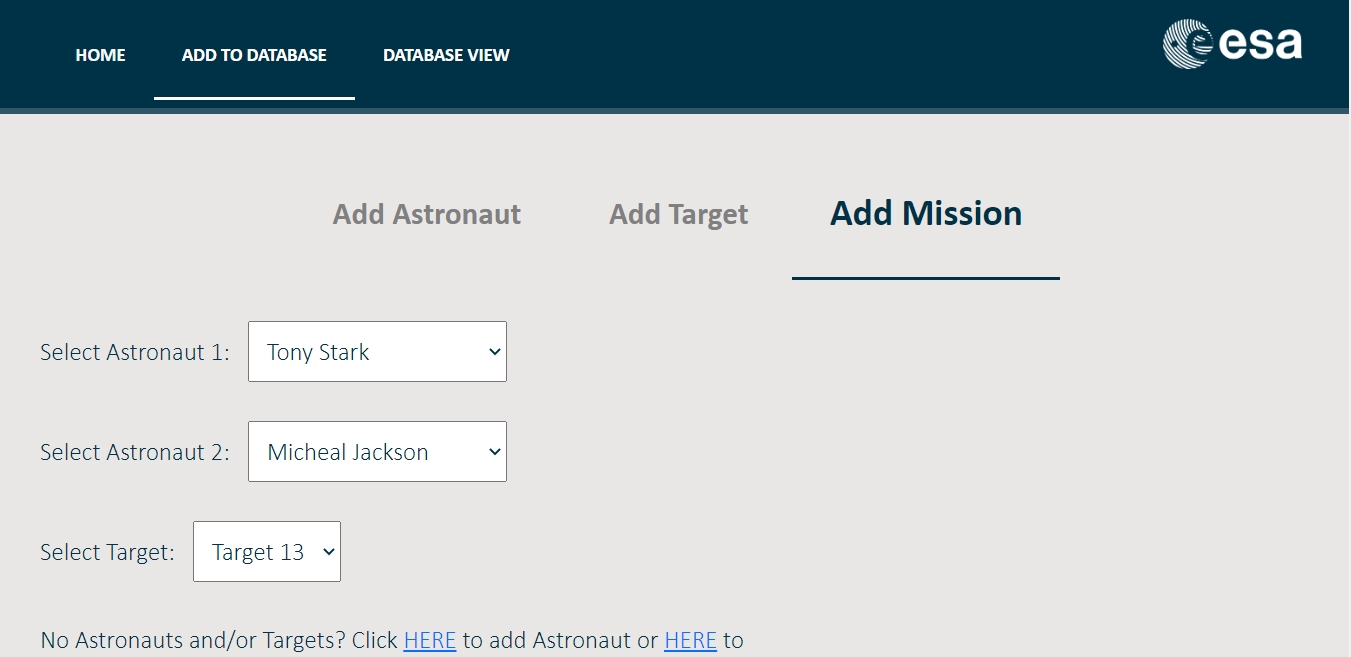 HOME ADD TO DATABASE DATABASE VIEW esa
Add Astronaut Add Target Add Mission
Select Astronaut 1: Tony Stark
Select Astronaut 2: Micheal Jackson
Select Target: Target 13
No Astronauts and/or Targets? Click HERE to add Astronaut or HERE to